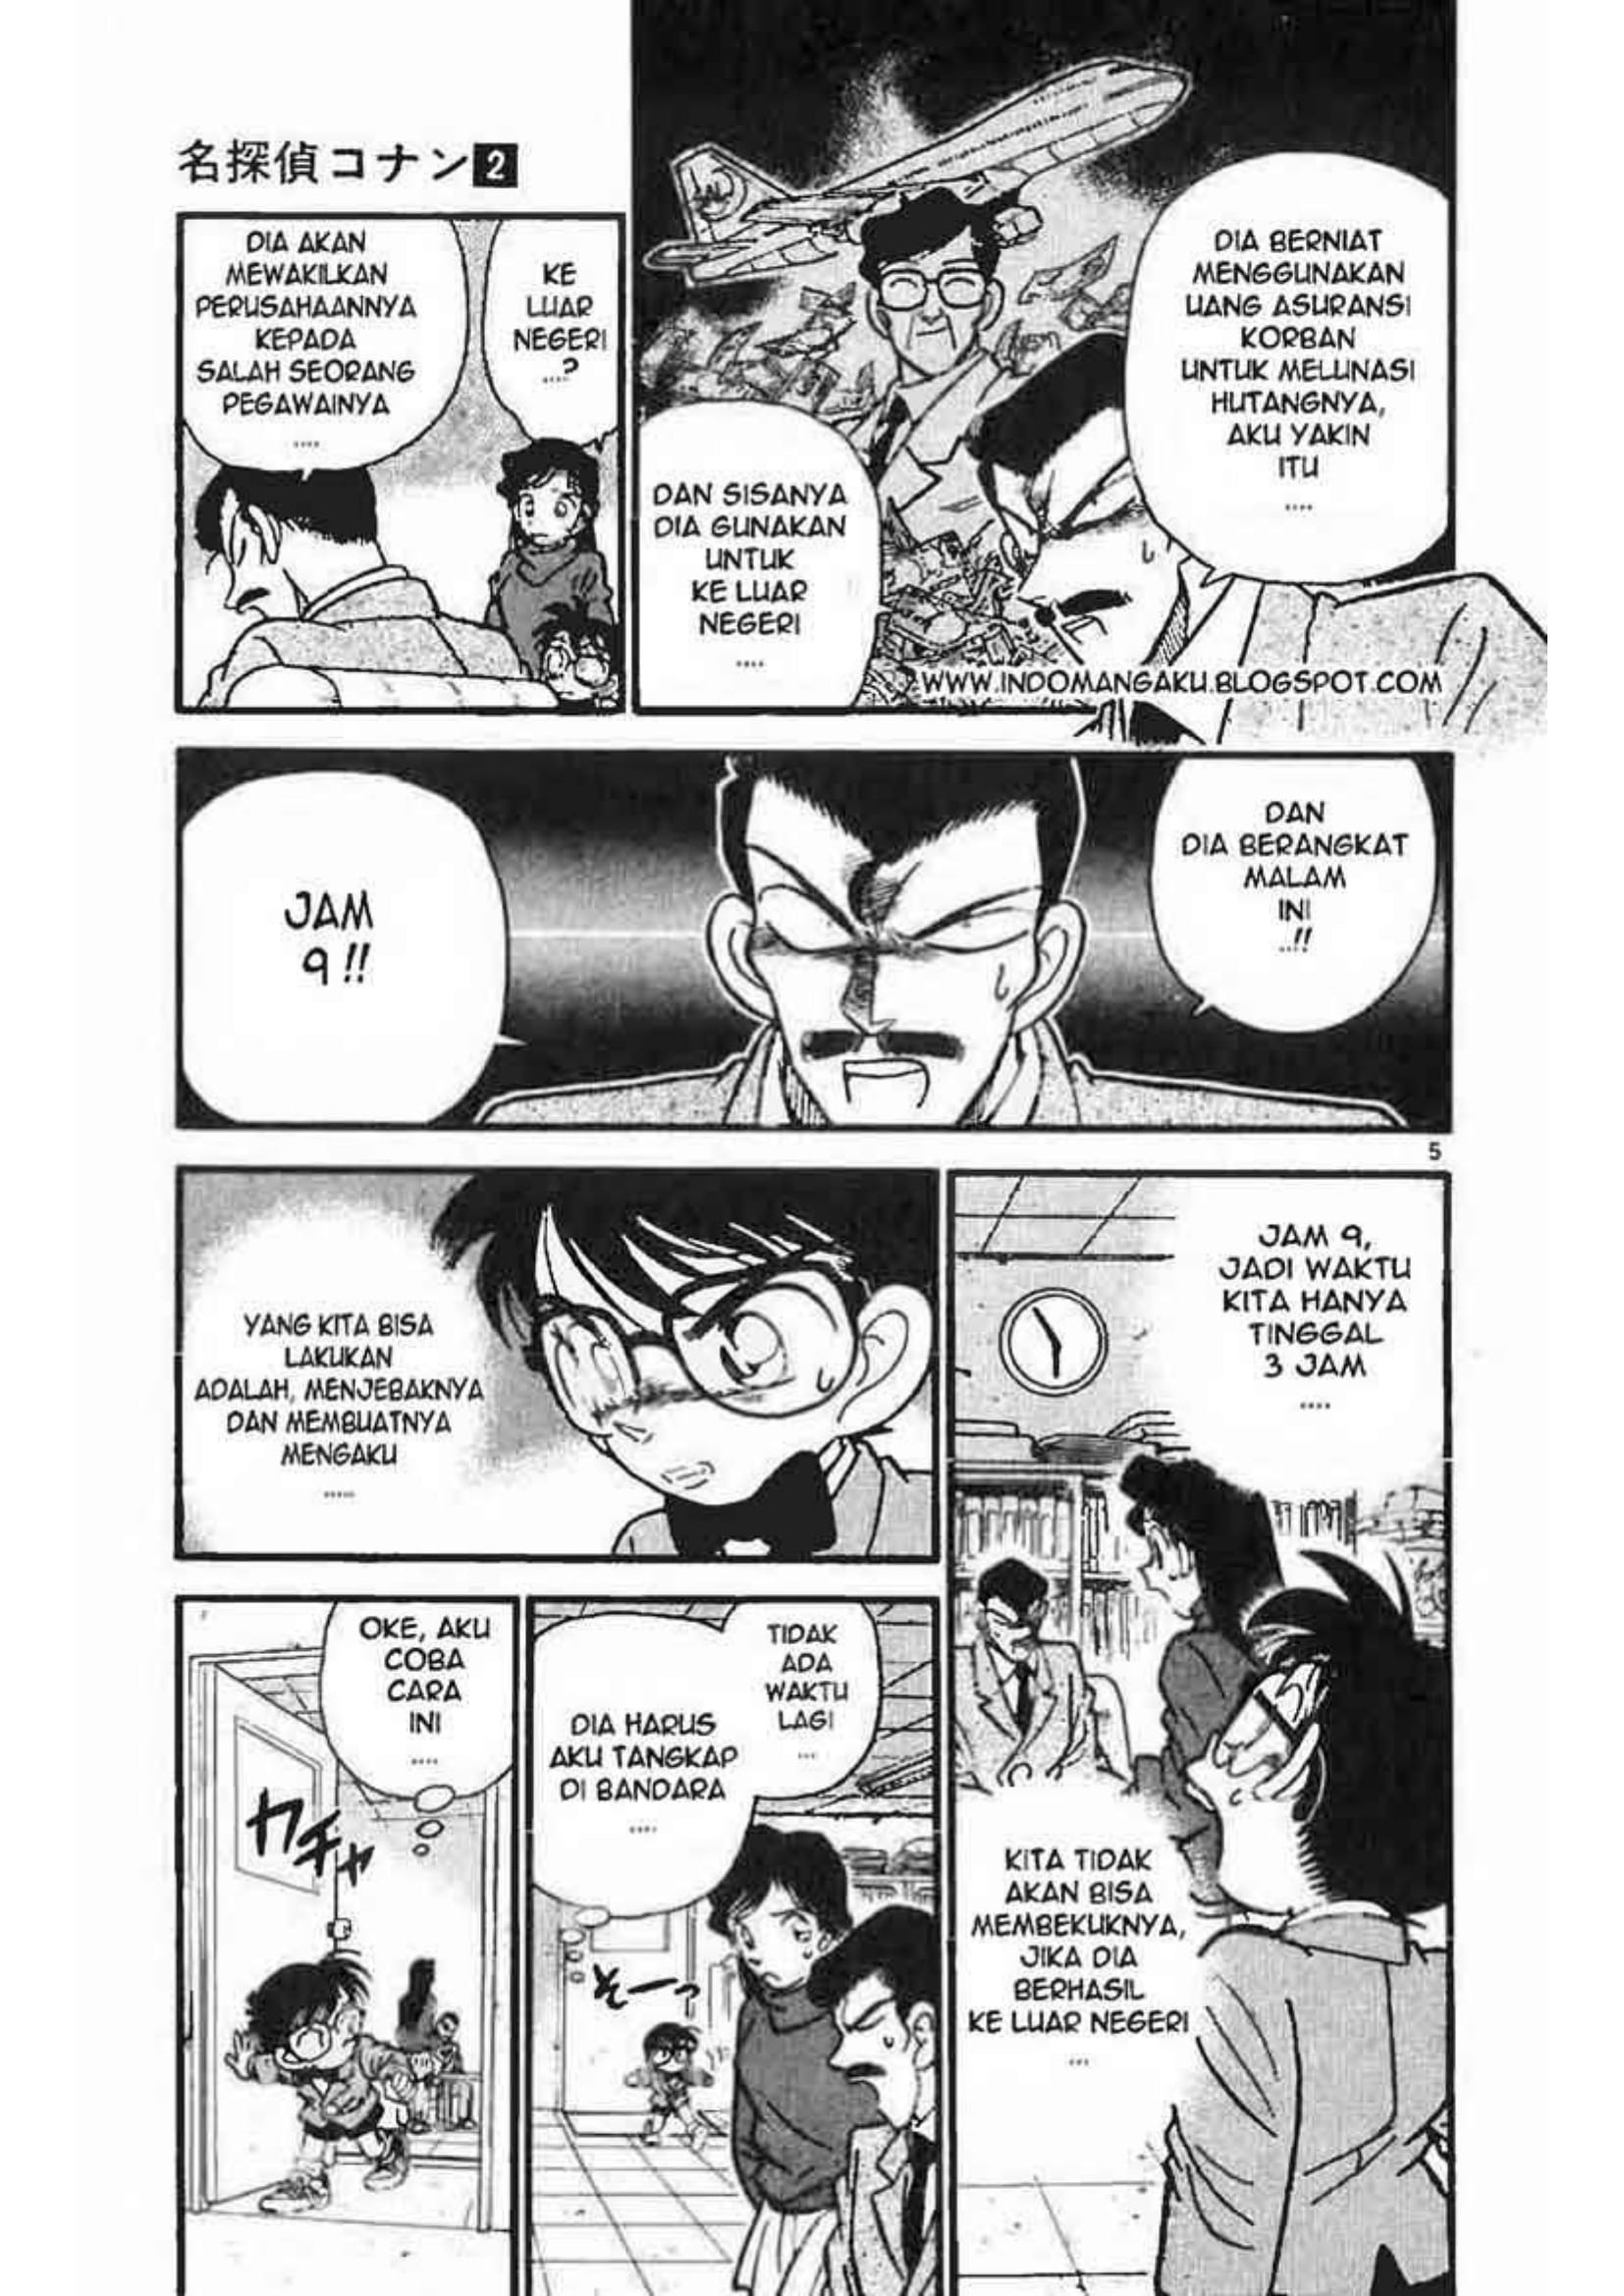 名探偵コナン2
DIA BERNIAT
MENGGUNAKAN
UANG ASURANSI
KORBAN
UNTUK MELUNASI
HUTANGNYA,
AKU YAKIN
ITU
....
DAN SISANYA
DIA GUNAKAN
UNTUK
KE LUAR
NEGERI
....
WWW.INDOMANGAKU.BLOGSPOT.COM
KE
LUAR
NEGERI
....?
DIA AKAN
MEWAKILKAN
PERUSAHAANNYA
KEPADA
SALAH SEORANG
PEGAWAINYA
....
DAN
DIA BERANGKAT
MALAM
INI
...!!
JAM
9!!
5
JAM 9,
JADI WAKTU
KITA HANYA
TINGGAL
3 JAM
....
KITA TIDAK
AKAN BISA
MEMBEKUKNYA,
JIKA DIA
BERHASIL
KE LUAR NEGERI
...
YANG KITA BISA
LAKUKAN
ADALAH, MENJEBAKNYA
DAN MEMBUATNYA
MENGAKU
.....
TIDAK
ADA
WAKTU
LAGI
...
DIA HARUS
AKU TANGKAP
DI BANDARA
....
そーっ
OKE, AKU
COBA
CARA
INI
....
カチャ